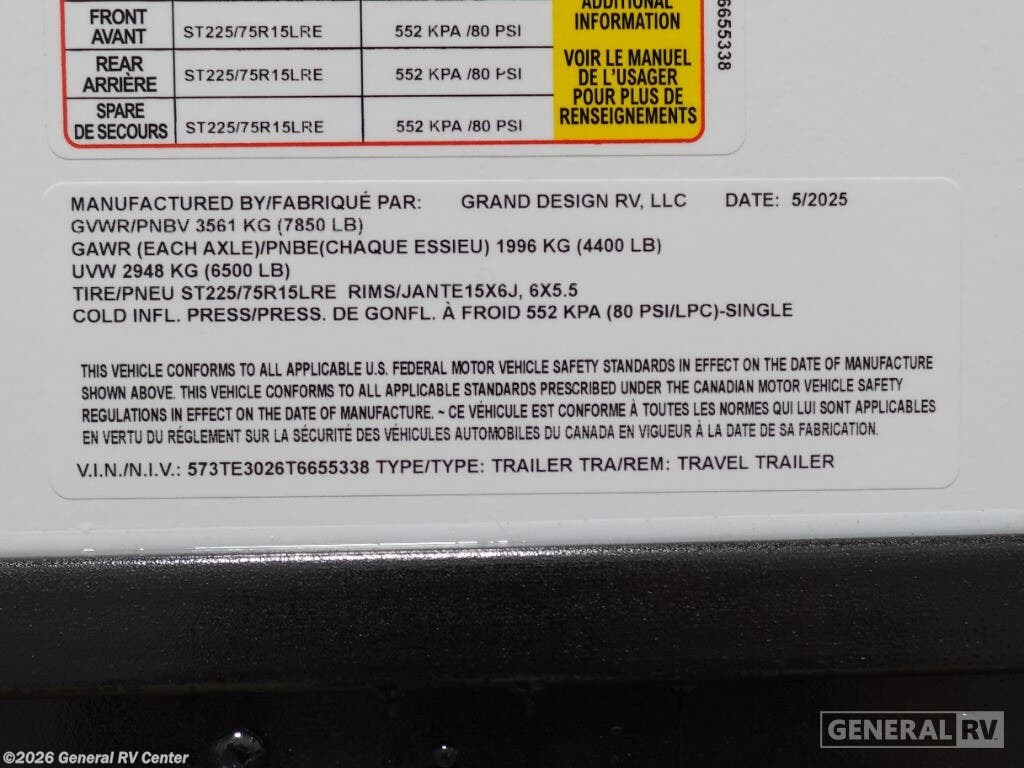 ADDITIONAL
INFORMATION
VOIR LE MANUEL
DE L'USAGER
POUR PLUS DE
RENSEIGNEMENTS
FRONT
AVANT ST225/75R15LRE 552 KPA /80 PSI
REAR
ARRIÈRE ST225/75R15LRE 552 KPA /80 PSI
SPARE
DE SECOURS ST225/75R15LRE 552 KPA /80 PSI
6655338
MANUFACTURED BY/FABRIQUÉ PAR: GRAND DESIGN RV, LLC DATE: 5/2025
GVWR/PNBV 3561 KG (7850 LB)
GAWR (EACH AXLE)/PNBE(CHAQUE ESSIEU) 1996 KG (4400 LB)
UVW 2948 KG (6500 LB)
TIRE/PNEU ST225/75R15LRE RIMS/JANTE15X6J, 6X5.5
COLD INFL. PRESS/PRESS. DE GONFL. À FROID 552 KPA (80 PSI/LPC)-SINGLE
THIS VEHICLE CONFORMS TO ALL APPLICABLE U.S. FEDERAL MOTOR VEHICLE SAFETY STANDARDS IN EFFECT ON THE DATE OF MANUFACTURE
SHOWN ABOVE. THIS VEHICLE CONFORMS TO ALL APPLICABLE STANDARDS PRESCRIBED UNDER THE CANADIAN MOTOR VEHICLE SAFETY
REGULATIONS IN EFFECT ON THE DATE OF MANUFACTURE. ~ CE VÉHICULE EST CONFORME À TOUTES LES NORMES QUI LUI SONT APPLICABLES
EN VERTU DU RÉGLEMENT SUR LA SÉCURITÉ DES VÉHICULES AUTOMOBILES DU CANADA EN VIGUEUR À LA DATE DE SA FABRICATION.
V.I.N./N.I.V.: 573TE3026T6655338 TYPE/TYPE: TRAILER TRA/REM: TRAVEL TRAILER
GENERAL RV
©2026 General RV Center